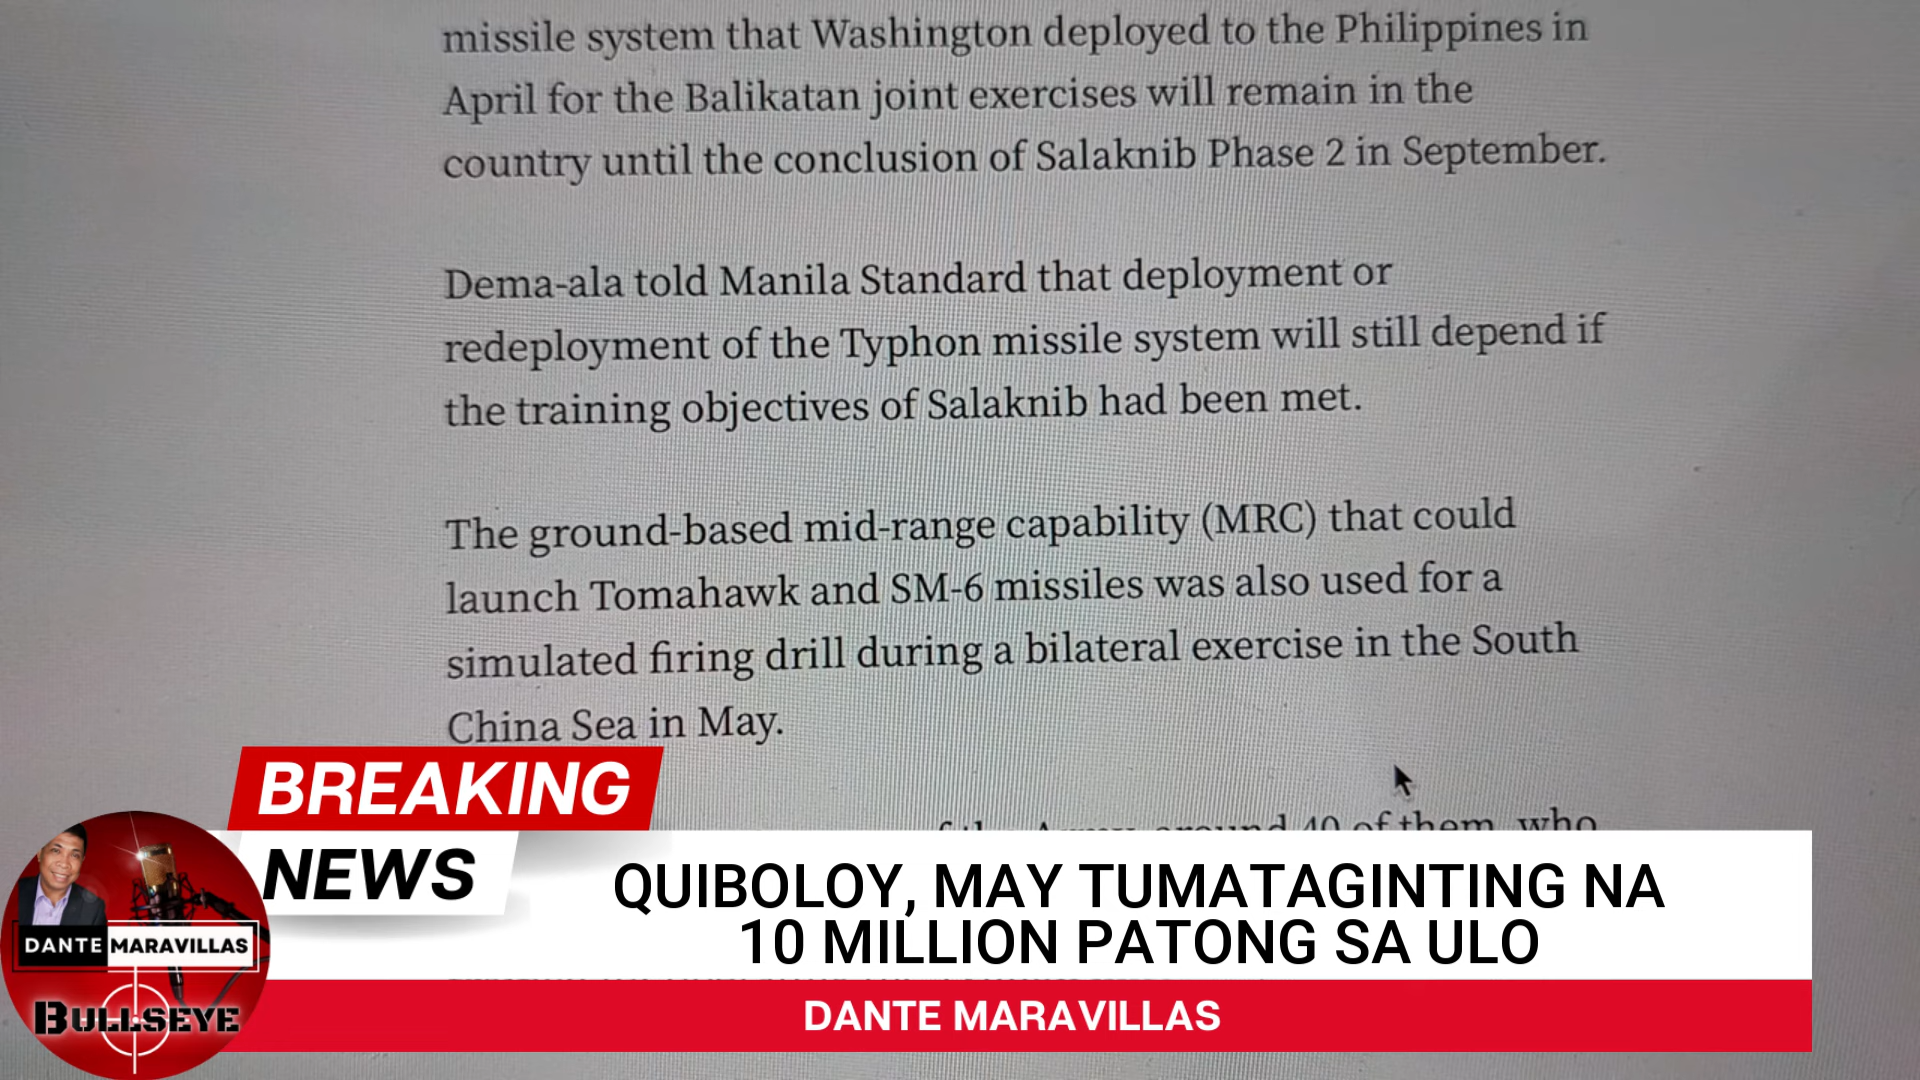 missile system that Washington deployed to the Philippines in
April for the Balikatan joint exercises will remain in the
country until the conclusion of Salaknib Phase 2 in September.
Dema-ala told Manila Standard that deployment or
redeployment of the Typhon missile system will still depend if
the training objectives of Salaknib had been met.
The ground-based mid-range capability (MRC) that could
launch Tomahawk and SM-6 missiles was also used for a
simulated firing drill during a bilateral exercise in the South
China Sea in May.
around 40 of them, who
BREAKING
NEWS
QUIBOLOY, MAY TUMATAGINTING NA
10 MILLION PATONG SA ULO
DANTE MARAVILLAS
DANTE MARAVILLAS
BULLSEYE